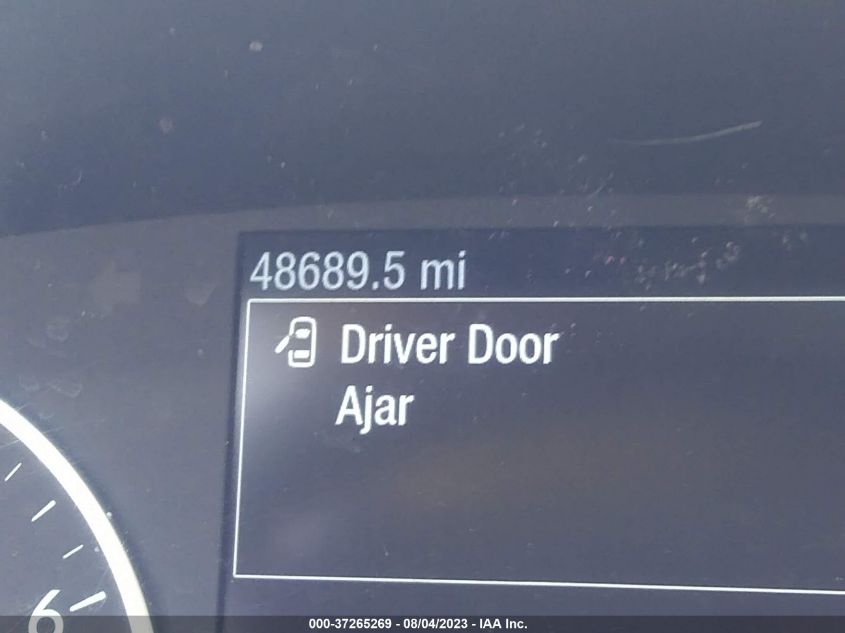 48689.5 mi
Driver Door
Ajar
6
000-37265269 - 08/04/2023 - IAA Inc.